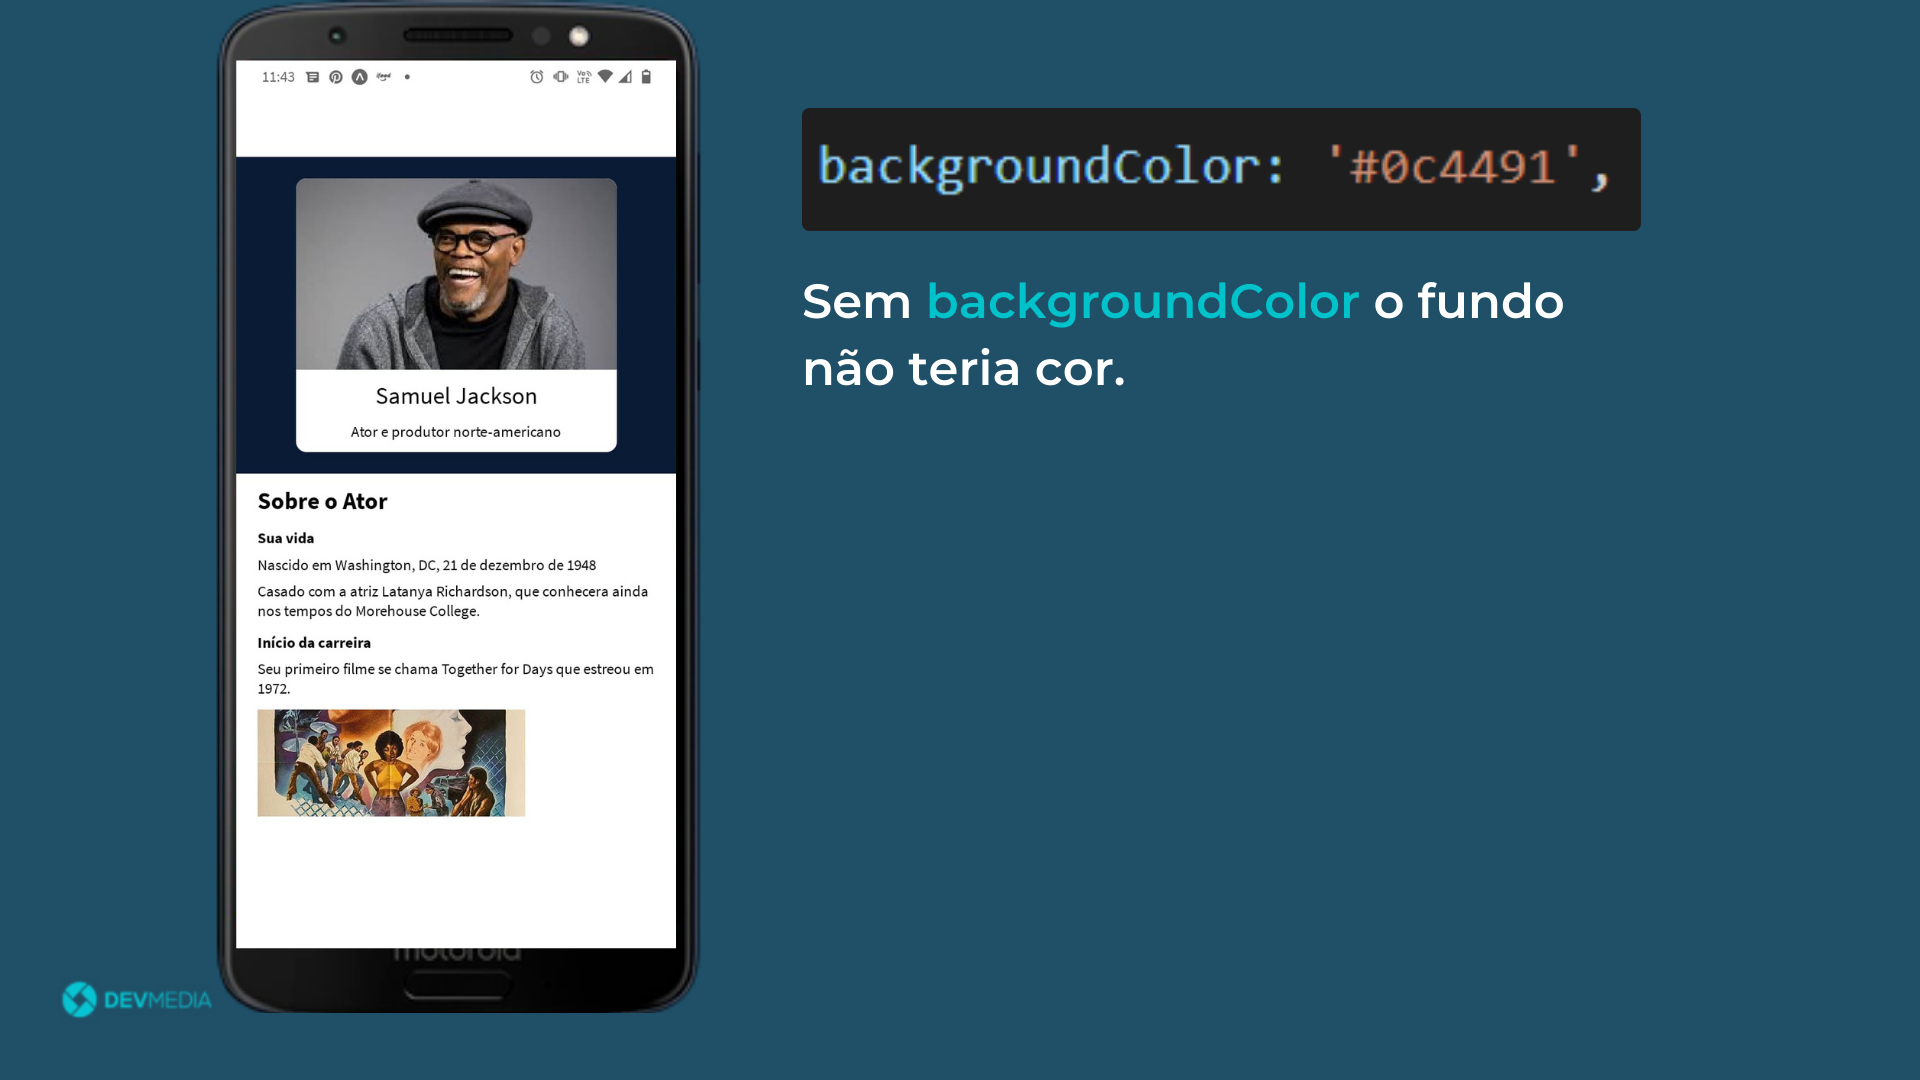 11:43
Vo LTE
backgroundColor: '#0c4491',
Sem backgroundColor o fundo
não teria cor.
Samuel Jackson
Ator e produtor norte-americano
Sobre o Ator
Sua vida
Nascido em Washington, DC, 21 de dezembro de 1948
Casado com a atriz Latanya Richardson, que conhecera ainda
nos tempos do Morehouse College.
Início da carreira
Seu primeiro filme se chama Together for Days que estreou em
1972.
motorola
DEVMEDIA